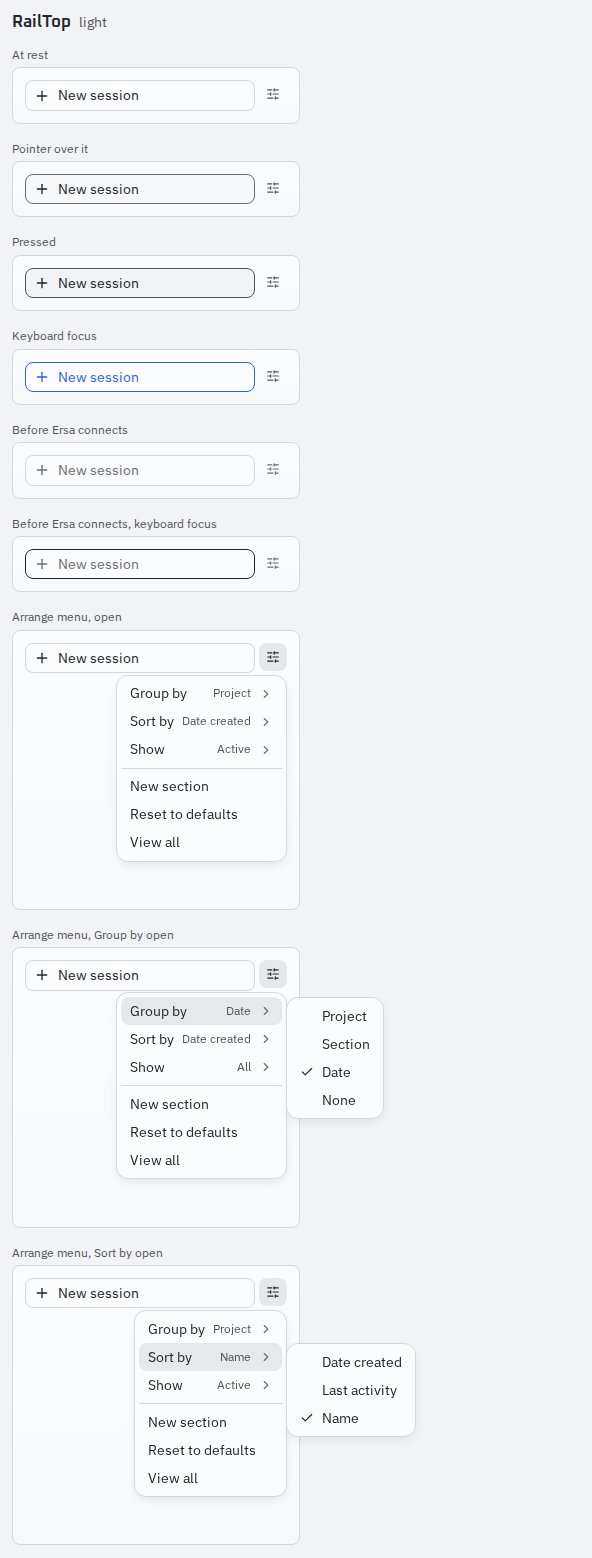 RailTop light
At rest
New session
Pointer over it
New session
Pressed
New session
Keyboard focus
New session
Before Ersa connects
New session
Before Ersa connects, keyboard focus
New session
Arrange menu, open
New session
Group by Project
Sort by Date created
Show Active
New section
Reset to defaults
View all
Arrange menu, Group by open
New session
Group by Date
Sort by Date created
Show All
New section
Reset to defaults
View all
Project
Section
Date
None
Arrange menu, Sort by open
New session
Group by Project
Sort by Name
Show Active
New section
Reset to defaults
View all
Date created
Last activity
Name